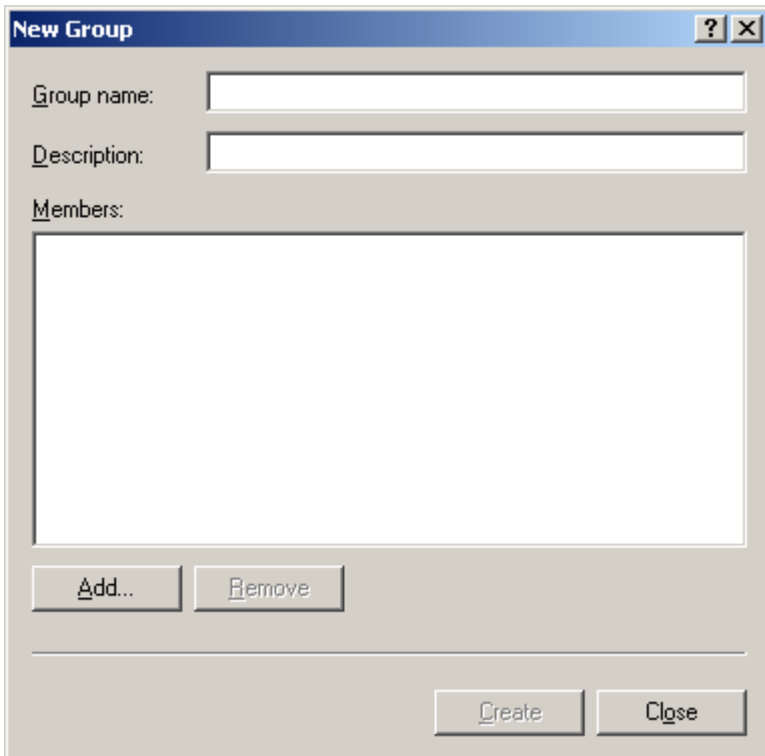 New Group
Group name:
Description:
Members:
Add... Remove
Create Close